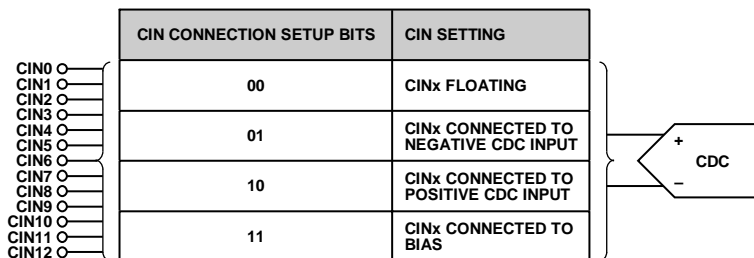 CIN CONNECTION SETUP BITS
CIN SETTING
CIN0
CIN1
CIN2
CIN3
CIN4
CIN5
CIN6
CIN7
CIN8
CIN9
CIN10
CIN11
CIN12
00
CINx FLOATING
01
CINx CONNECTED TO
NEGATIVE CDC INPUT
10
CINx CONNECTED TO
POSITIVE CDC INPUT
11
CINx CONNECTED TO
BIAS
+
CDC
–